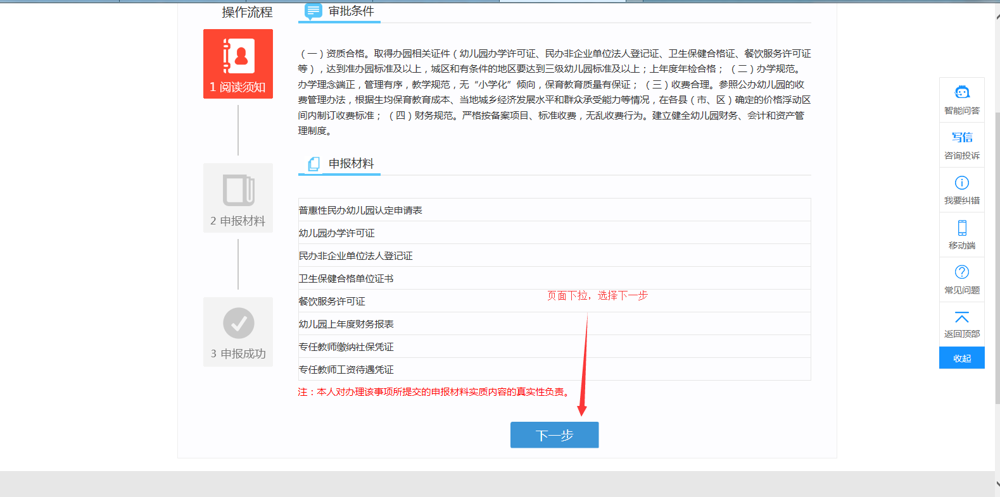 操作流程
1 阅读须知
2 申报材料
3 申报成功
审批条件
（一）资质合格。取得办园相关证件（幼儿园办学许可证、民办非企业单位法人登记证、卫生保健合格证、餐饮服务许可证
等），达到准办园标准及以上，城区和有条件的地区要达到三级幼儿园标准及以上；上年度年检合格； （二）办学规范。
办学理念端正，管理有序，教学规范，无“小学化”倾向，保育教育质量有保证； （三）收费合理。参照公办幼儿园的收
费管理办法，根据生均保育教育成本、当地城乡经济发展水平和群众承受能力等情况，在各县（市、区）确定的价格浮动区
间内制订收费标准； （四）财务规范。严格按备案项目、标准收费，无乱收费行为。建立健全幼儿园财务、会计和资产管
理制度。
申报材料
普惠性民办幼儿园认定申请表
幼儿园办学许可证
民办非企业单位法人登记证
卫生保健合格单位证书
餐饮服务许可证
幼儿园上年度财务报表
专任教师缴纳社保凭证
专任教师工资待遇凭证
页面下拉，选择下一步
注：本人对办理该事项所提交的申报材料实质内容的真实性负责。
下一步
智能问答
写信
咨询投诉
我要纠错
移动端
常见问题
返回顶部
收起